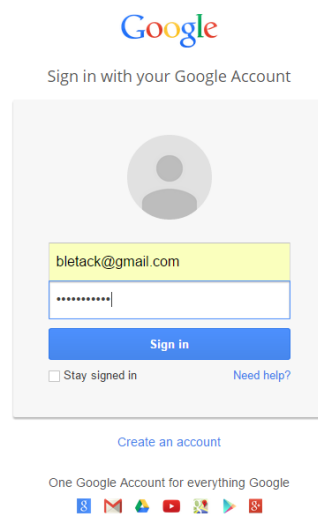 Google
Sign in with your Google Account
bletack@gmail.com
•••••••••••
Sign in
Stay signed in
Need help?
Create an account
One Google Account for everything Google